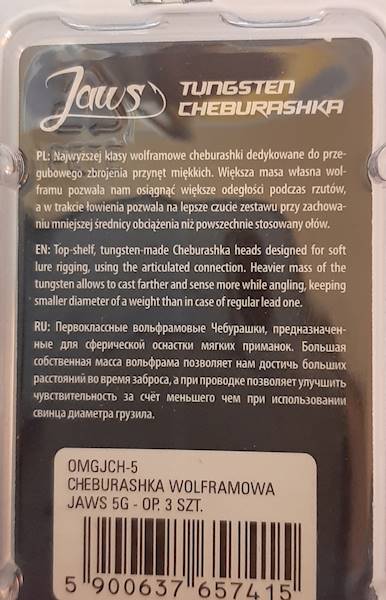 Jaws TUNGSTEN
CHEBURASHKA
PL: Najwyższej klasy wolframowe cheburashki dedykowane do prze-
gubowego zbrojenia przynęt miękkich. Większa masa własna wol-
framu pozwala nam osiągnąć większe odegłości podczas rzutów,
a w trakcie łowienia pozwala na lepsze czucie zestawu przy zachowa-
niu mniejszej średnicy obciążenia niż powszechnie stosowany ołów.
EN: Top-shelf, tungsten-made Cheburashka heads designed for soft
lure rigging, using the articulated connection. Heavier mass of the
tungsten allows to cast farther and sense more while angling, keeping
smaller diameter of a weight than in case of regular lead one.
RU: Первоклассные вольфрамовые Чебурашки, предназначен-
ные для сферической оснастки мягких приманок. Большая
собственная масса вольфрама позволяет нам достичь больших
расстояний во время заброса, а при проводке позволяет улучшить
чувствительность за счёт меньшего чем при использовании
свинца диаметра грузила.
OMGJCH-5
CHEBURASHKA WOLFRAMOWA
JAWS 5G - OP. 3 SZT.
5 900637 657415